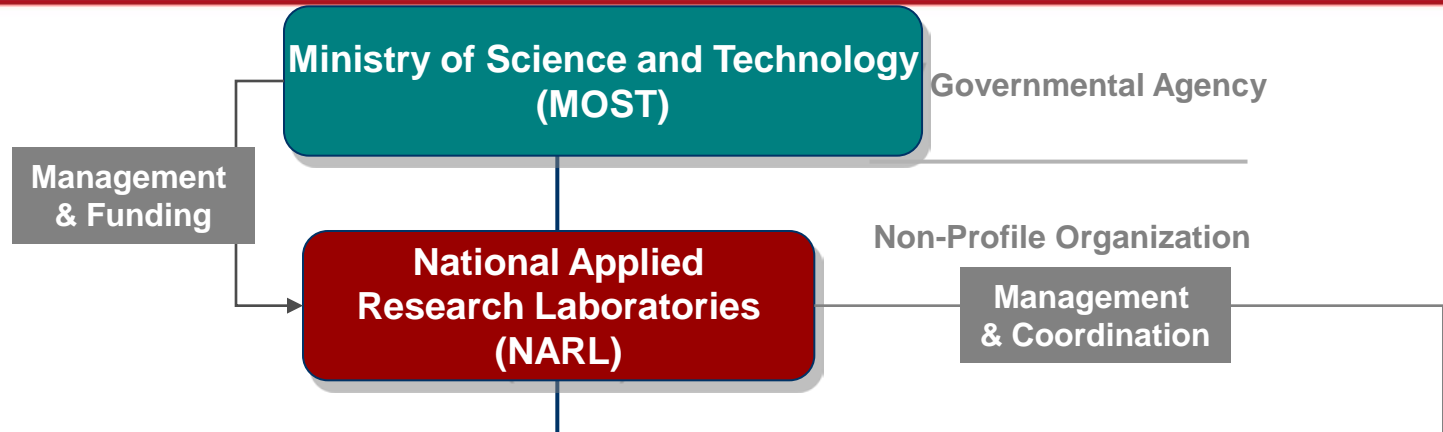 Ministry of Science and Technology
(MOST)
Governmental Agency
Management
& Funding
Non-Profile Organization
National Applied
Research Laboratories
(NARL)
Management
& Coordination